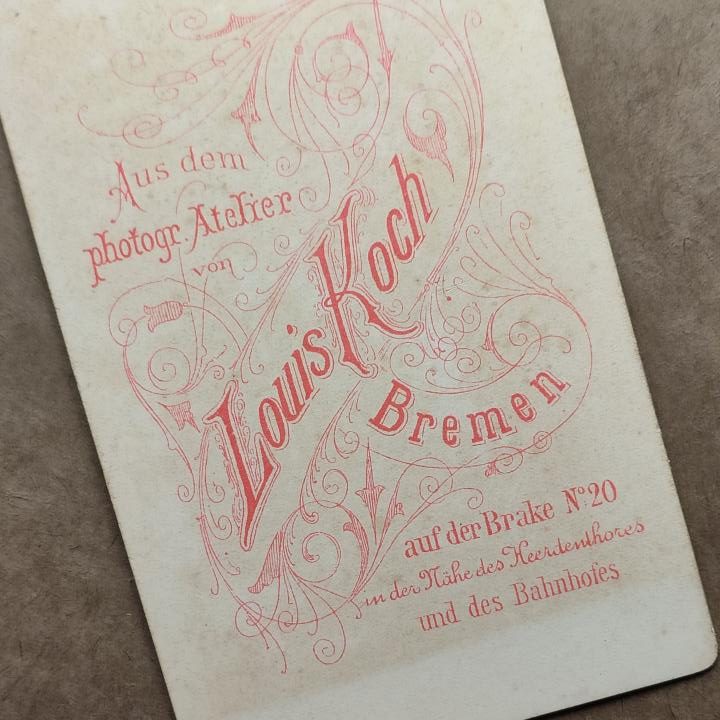 Aus dem
photogr. Atelier
von
Louis Koch
Bremen
auf der Brake No. 20
in der Nähe des Heerdenthores
und des Bahnhofes